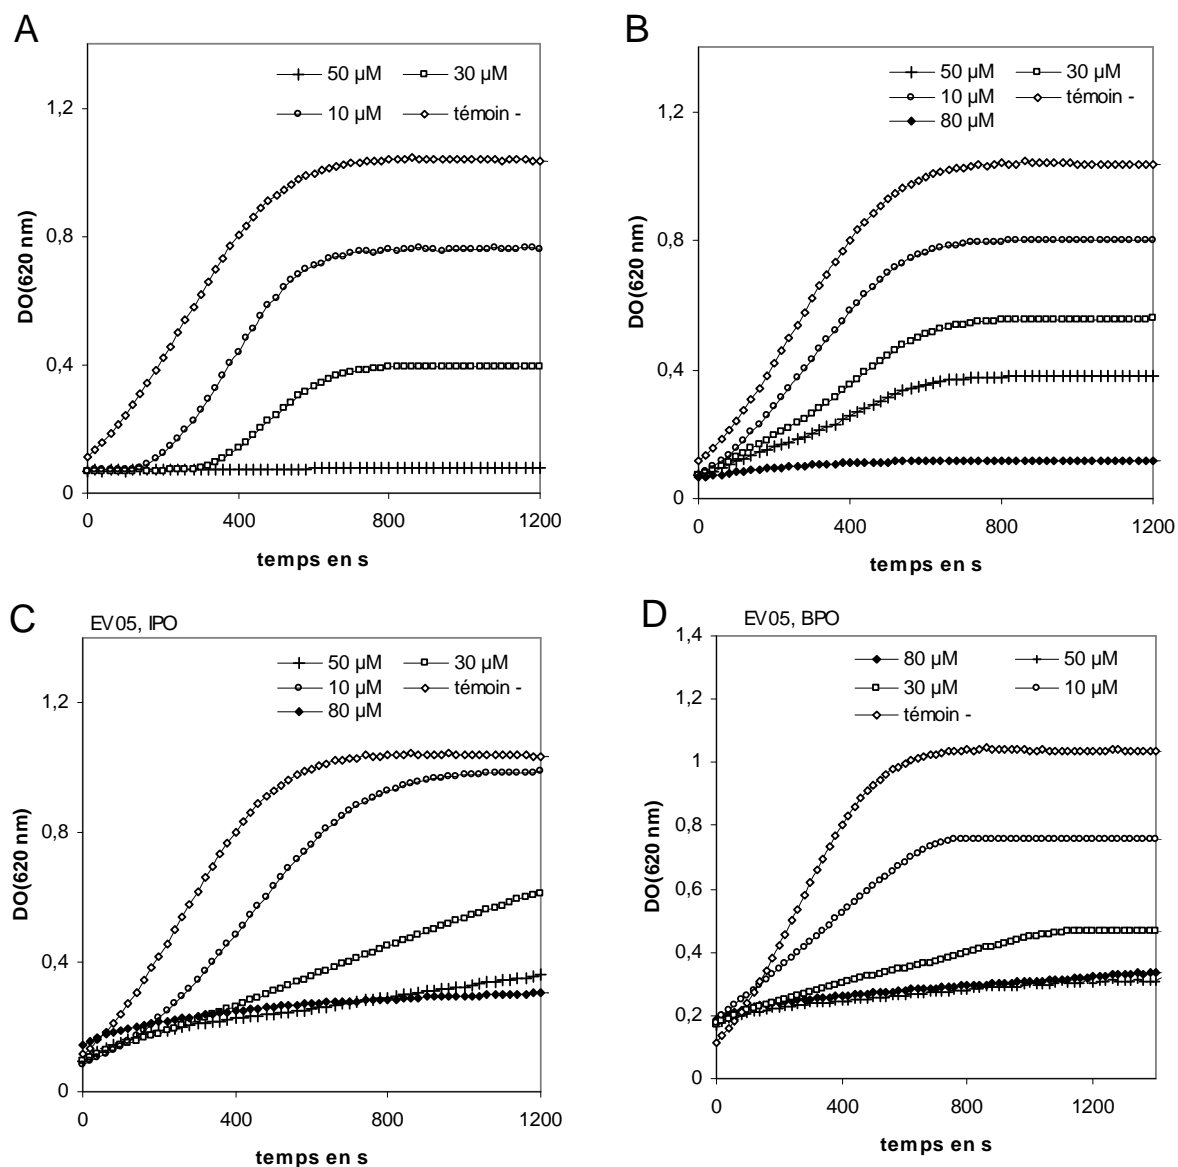 A
50 µM 30 µM
10 µM témoin -
1,2
0,8
0,4
0
DO(620 nm)
0 400 800 1200
temps en s
B
50 µM 30 µM
10 µM témoin -
80 µM
1,2
0,8
0,4
0
DO(620 nm)
0 400 800 1200
temps en s
C
EV05, IPO
50 µM 30 µM
10 µM témoin -
80 µM
1,2
0,8
0,4
0
DO(620 nm)
0 400 800 1200
temps en s
D
EV05, BPO
80 µM 50 µM
30 µM 10 µM
témoin -
1,4
1,2
1
0,8
0,6
0,4
0,2
0
DO(620 nm)
0 400 800 1200
temps en s